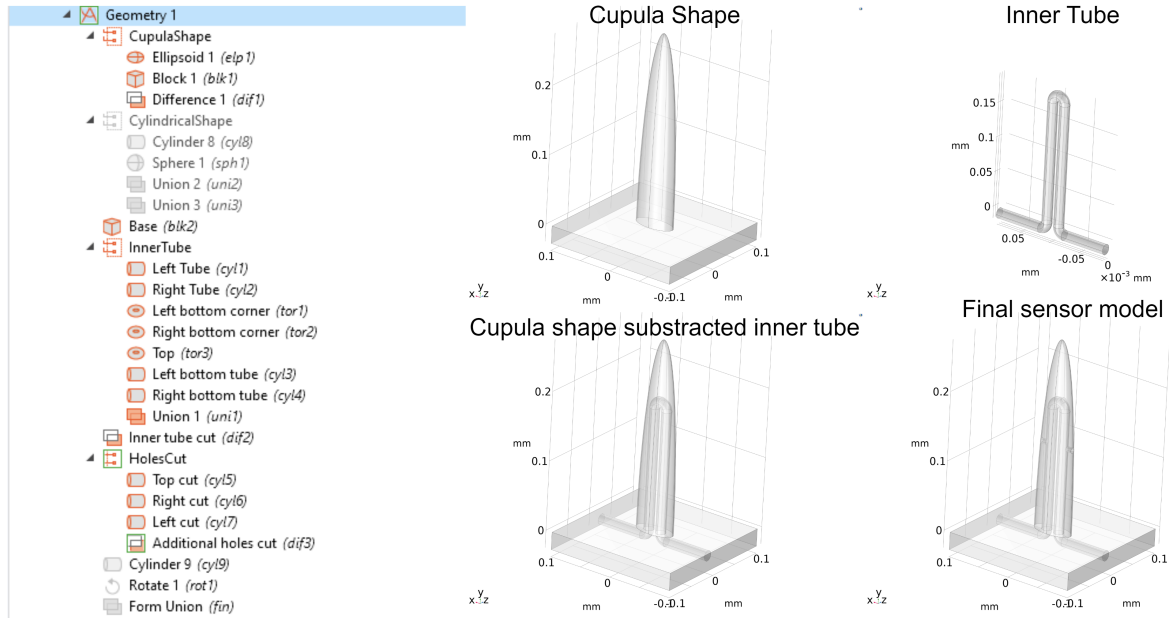 Geometry 1
CupulaShape
Ellipsoid 1 (elp1)
Block 1 (blk1)
Difference 1 (dif1)
CylindricalShape
Cylinder 8 (cyl8)
Sphere 1 (sph1)
Union 2 (uni2)
Union 3 (uni3)
Base (blk2)
InnerTube
Left Tube (cyl1)
Right Tube (cyl2)
Left bottom corner (tor1)
Right bottom corner (tor2)
Top (tor3)
Left bottom tube (cyl3)
Right bottom tube (cyl4)
Union 1 (uni1)
Inner tube cut (dif2)
HolesCut
Top cut (cyl5)
Right cut (cyl6)
Left cut (cyl7)
Additional holes cut (dif3)
Cylinder 9 (cyl9)
Rotate 1 (rot1)
Form Union (fin)
Cupula Shape
0.2
mm
0.1
0
0.1
0
mm
-0.1
-0.1
0
mm
0.1
y
x z
Inner Tube
0.15
0.1
mm
0.05
0
0.05
mm
-0.05
0
×10⁻³ mm
y
x z
Cupula shape substracted inner tube
0.2
mm
0.1
0
0.1
0
mm
-0.1
-0.1
0
mm
0.1
y
x z
Final sensor model
0.2
mm
0.1
0
0.1
0
mm
-0.1
-0.1
0
mm
0.1
y
x z